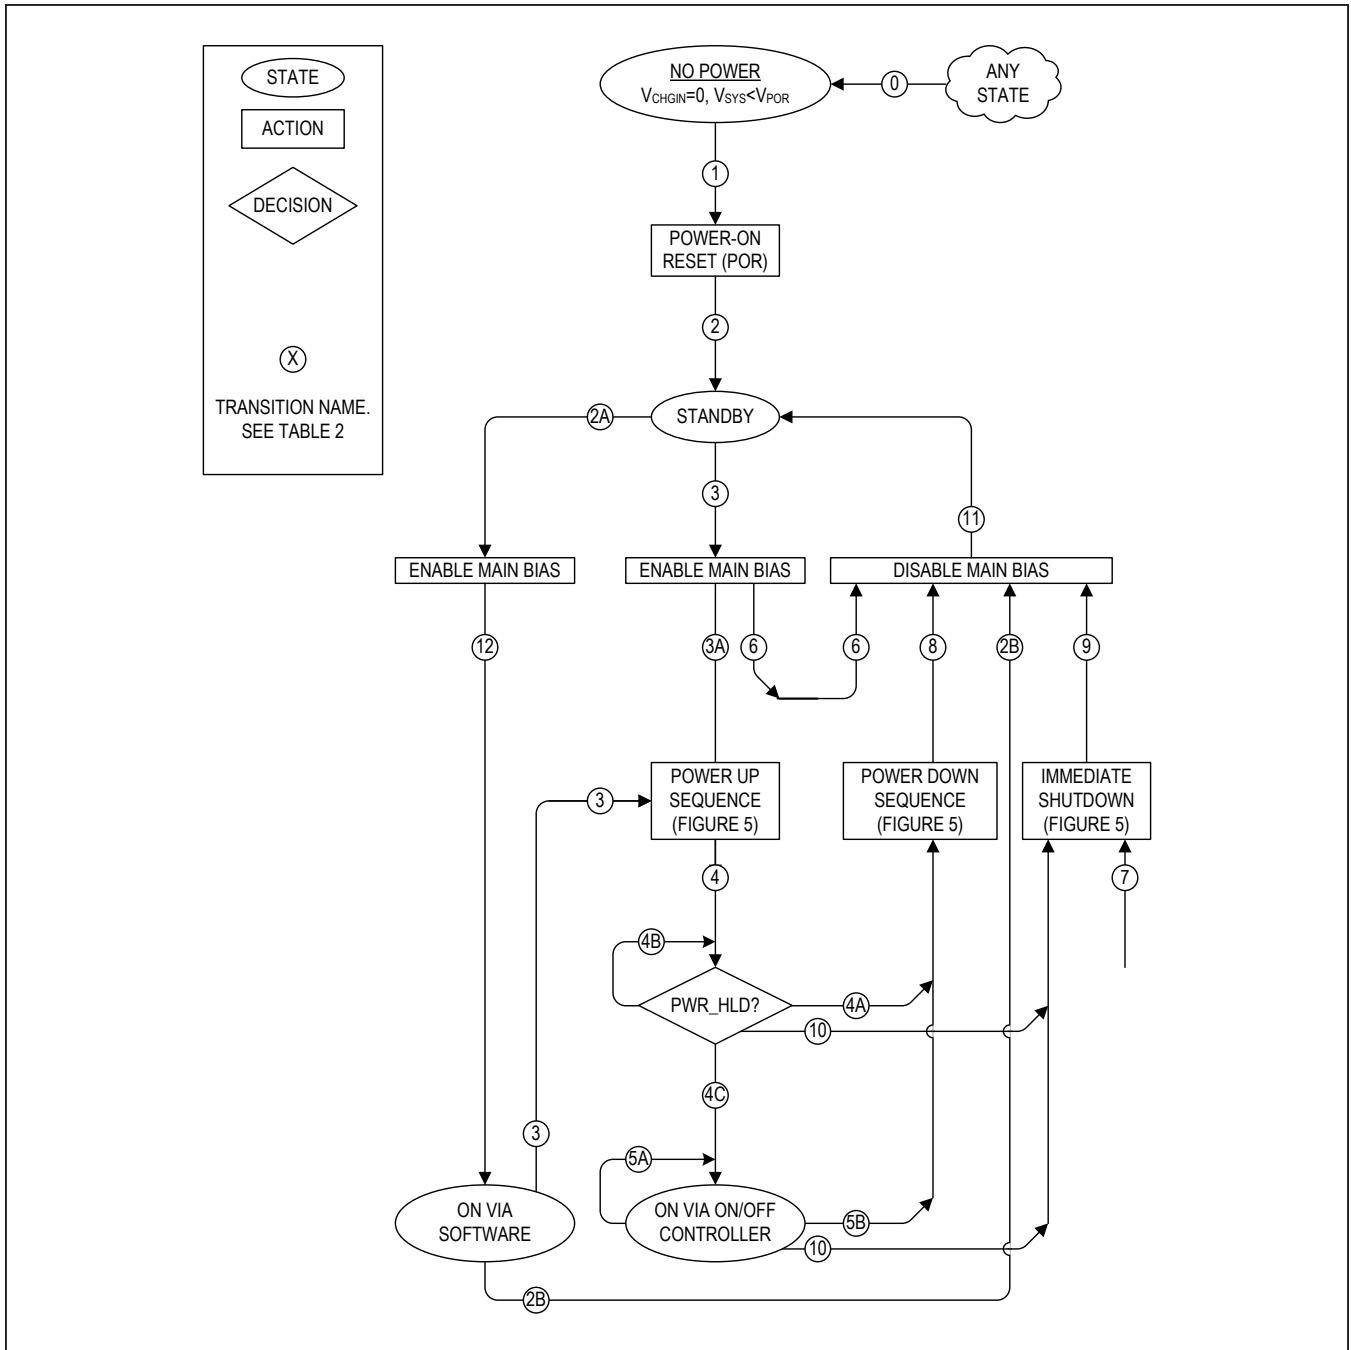 STATE
ACTION
DECISION
X
TRANSITION NAME.
SEE TABLE 2
NO POWER
VCHGIN=0, VSYS<VPOR
0
ANY
STATE
1
POWER-ON
RESET (POR)
2
2A
STANDBY
3
11
ENABLE MAIN BIAS
ENABLE MAIN BIAS
DISABLE MAIN BIAS
12
3A
6
6
8
2B
9
3
POWER UP
SEQUENCE
(FIGURE 5)
POWER DOWN
SEQUENCE
(FIGURE 5)
IMMEDIATE
SHUTDOWN
(FIGURE 5)
4
7
4B
PWR_HLD?
4A
10
4C
3
5A
ON VIA
SOFTWARE
ON VIA ON/OFF
CONTROLLER
5B
10
2B